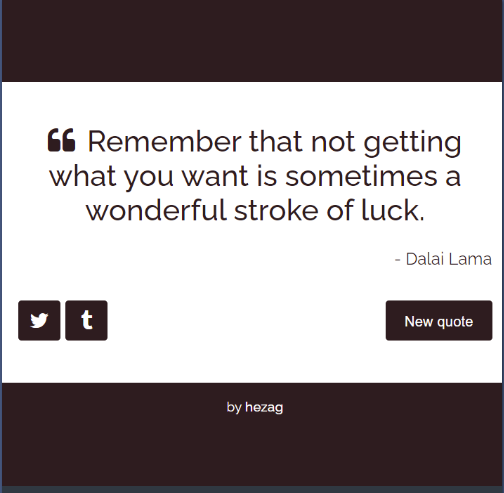 ❝ Remember that not getting
what you want is sometimes a
wonderful stroke of luck.
- Dalai Lama
t
New quote
by hezag